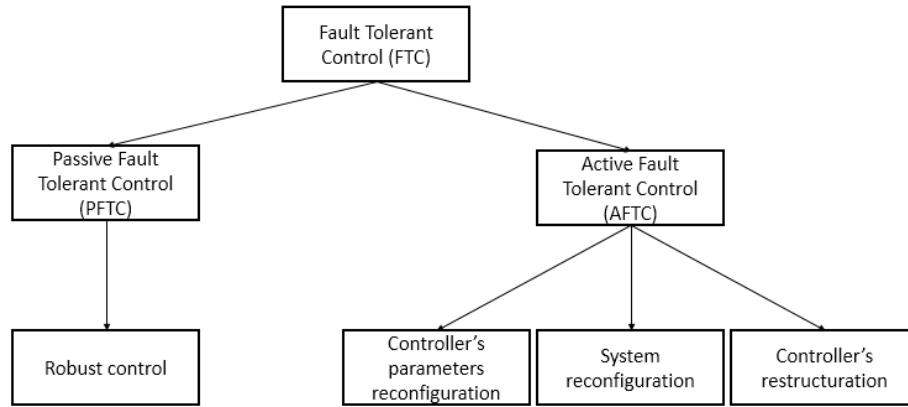 Fault Tolerant
Control (FTC)
Passive Fault
Tolerant Control
(PFTC)
Active Fault
Tolerant Control
(AFTC)
Robust control
Controller's
parameters
reconfiguration
System
reconfiguration
Controller's
restructuration